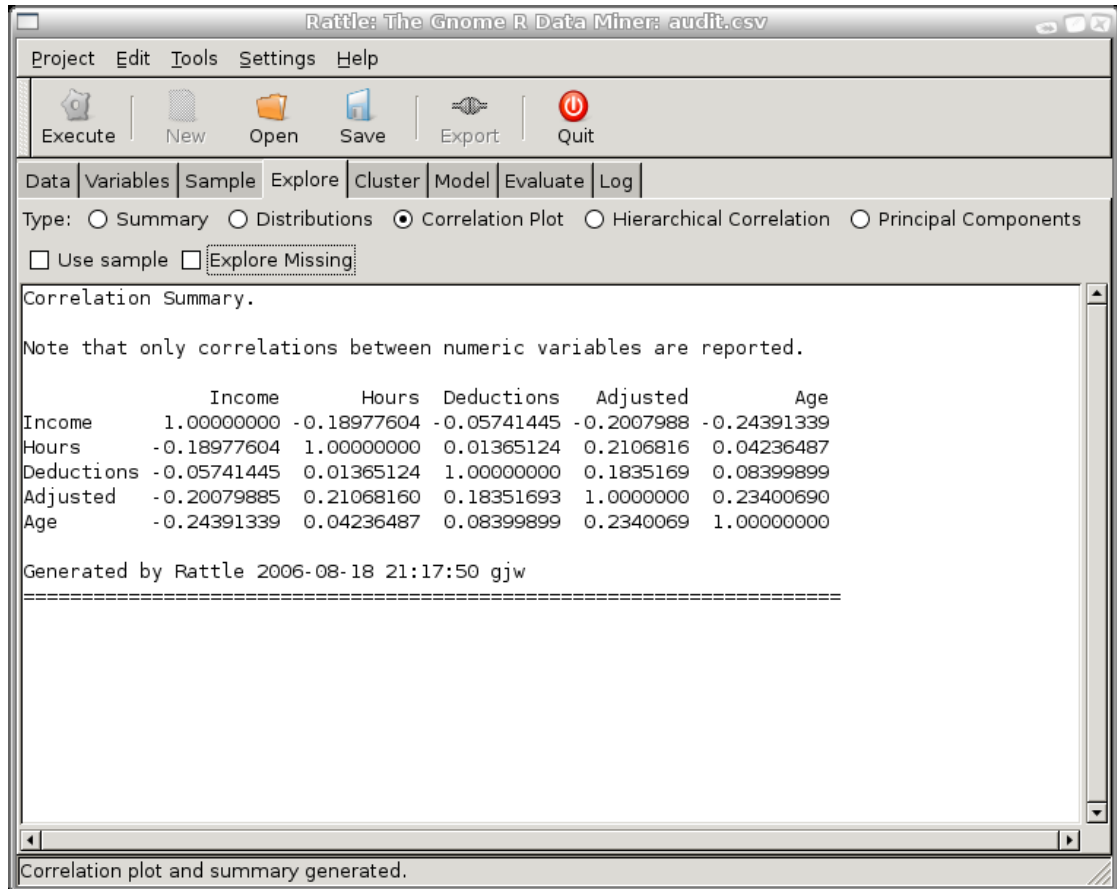 Rattle: The Gnome R Data Miner: audit.csv
Project Edit Tools Settings Help
Execute New Open Save Export Quit
Data Variables Sample Explore Cluster Model Evaluate Log
Type: Summary Distributions Correlation Plot Hierarchical Correlation Principal Components
Use sample Explore Missing
Correlation Summary.
Note that only correlations between numeric variables are reported.
Income Hours Deductions Adjusted Age
Income 1.00000000 -0.18977604 -0.05741445 -0.2007988 -0.24391339
Hours -0.18977604 1.00000000 0.01365124 0.2106816 0.04236487
Deductions -0.05741445 0.01365124 1.00000000 0.1835169 0.08399899
Adjusted -0.20079885 0.21068160 0.18351693 1.0000000 0.23400690
Age -0.24391339 0.04236487 0.08399899 0.2340069 1.00000000
Generated by Rattle 2006-08-18 21:17:50 gjw
======================================================================
Correlation plot and summary generated.